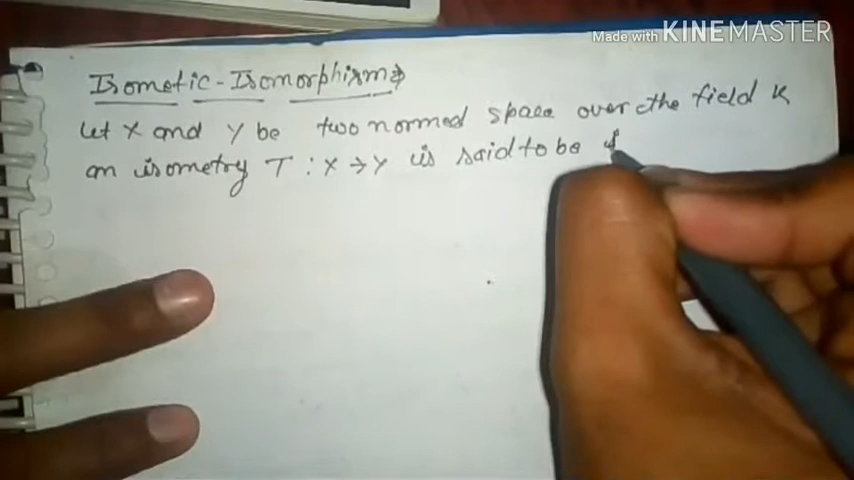 Made with KINEMASTER
Isometic-Isomorphism⇒
Let X and Y be two normed space over the field K
an isometry T : X → Y is said to be